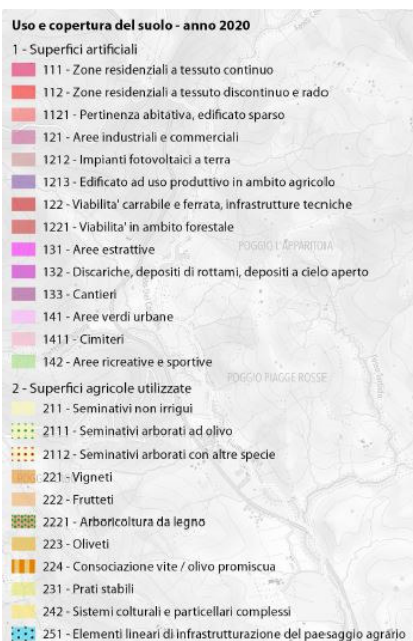 Uso e copertura del suolo - anno 2020
1 - Superfici artificiali
111 - Zone residenziali a tessuto continuo
112 - Zone residenziali a tessuto discontinuo e rado
1121 - Pertinenza abitativa, edificato sparso
121 - Aree industriali e commerciali
1212 - Impianti fotovoltaici a terra
1213 - Edificato ad uso produttivo in ambito agricolo
122 - Viabilita' carrabile e ferrata, infrastrutture tecniche
1221 - Viabilita' in ambito forestale
131 - Aree estrattive
POGGIO L'APPARITOIA
132 - Discariche, depositi di rottami, depositi a cielo aperto
133 - Cantieri
141 - Aree verdi urbane
1411 - Cimiteri
142 - Aree ricreative e sportive
POGGIO PIAGGE ROSSE
2 - Superfici agricole utilizzate
211 - Seminativi non irrigui
2111 - Seminativi arborati ad olivo
2112 - Seminativi arborati con altre specie
221 - Vigneti
222 - Frutteti
2221 - Arboricoltura da legno
223 - Oliveti
224 - Consociazione vite / olivo promiscua
231 - Prati stabili
242 - Sistemi colturali e particellari complessi
251 - Elementi lineari di infrastrutturazione del paesaggio agrario